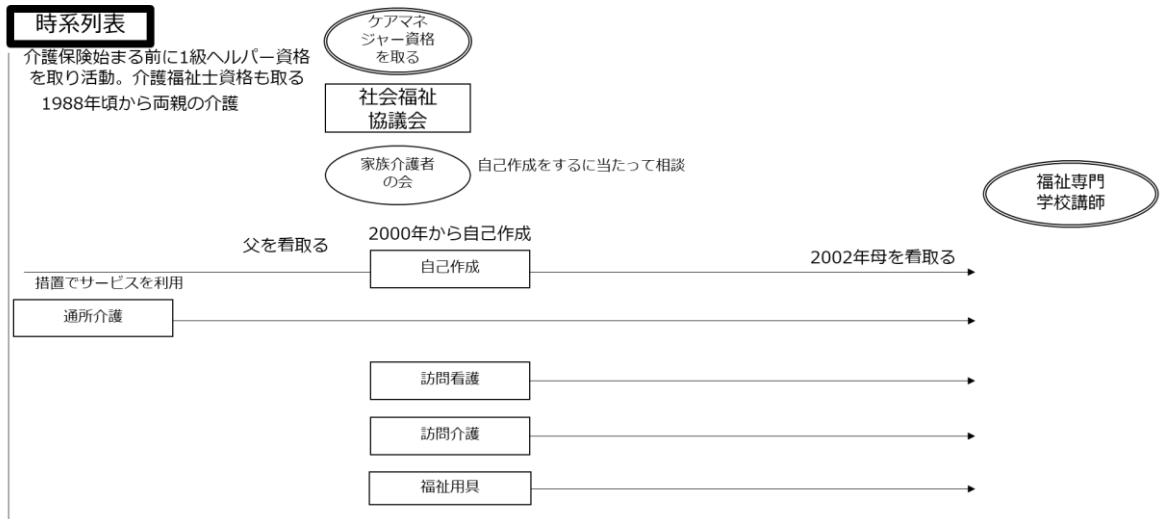 時系列表
介護保険始まる前に1級ヘルパー資格
を取り活動。介護福祉士資格も取る
1988年頃から両親の介護
ケアマネ
ジャー資格
を取る
社会福祉
協議会
家族介護者
の会
自己作成をするに当たって相談
福祉専門
学校講師
父を看取る
2000年から自己作成
自己作成
2002年母を看取る
措置でサービスを利用
通所介護
訪問看護
訪問介護
福祉用具